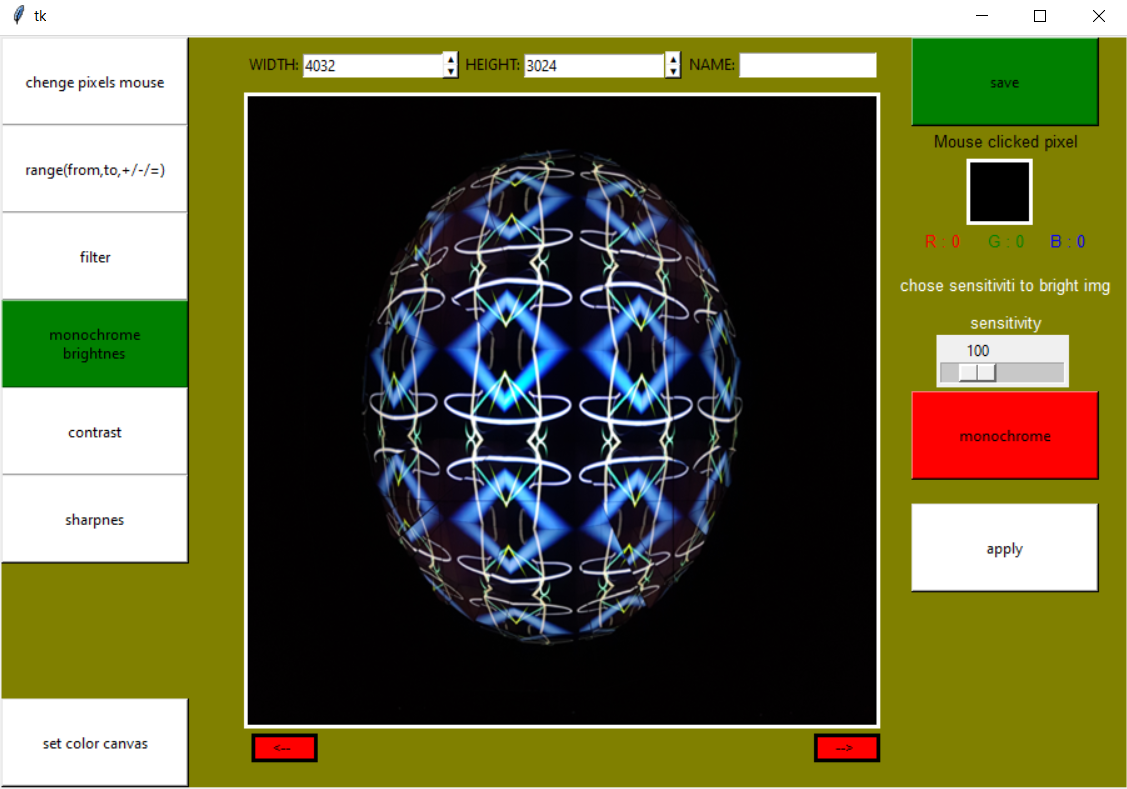 tk
WIDTH: 4032 HEIGHT: 3024 NAME:
chenge pixels mouse
range(from,to,+/-/=)
filter
monochrome
brightnes
contrast
sharpnes
set color canvas
<--
-->
save
Mouse clicked pixel
R : 0 G : 0 B : 0
chose sensitiviti to bright img
sensitivity
100
monochrome
apply